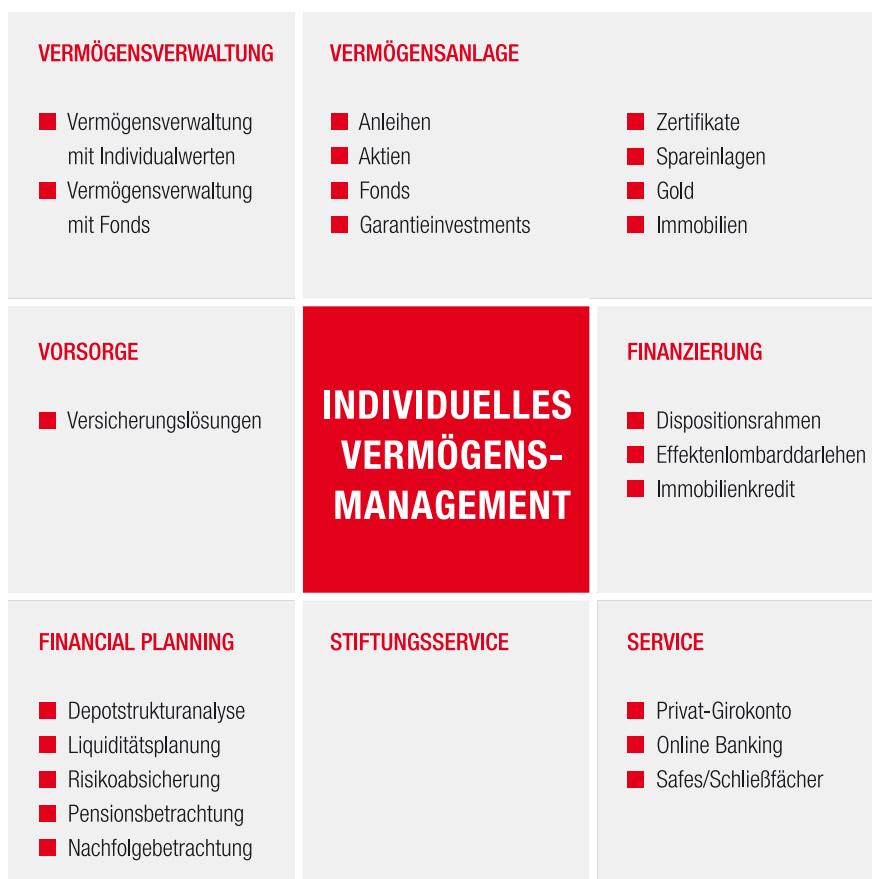 VERMÖGENSVERWALTUNG
Vermögensverwaltung
mit Individualwerten
Vermögensverwaltung
mit Fonds
VERMÖGENSANLAGE
Anleihen
Aktien
Fonds
Garantieinvestments
Zertifikate
Spareinlagen
Gold
Immobilien
VORSORGE
Versicherungslösungen
INDIVIDUELLES
VERMÖGENS-
MANAGEMENT
FINANZIERUNG
Dispositionsrahmen
Effektenlombarddarlehen
Immobilienkredit
FINANCIAL PLANNING
Depotstrukturanalyse
Liquiditätsplanung
Risikoabsicherung
Pensionsbetrachtung
Nachfolgebetrachtung
STIFTUNGSSERVICE
SERVICE
Privat-Girokonto
Online Banking
Safes/Schließfächer